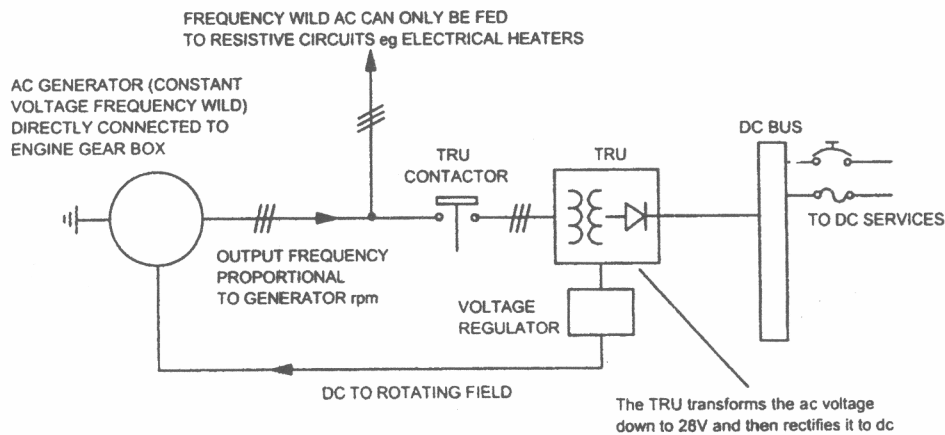 FREQUENCY WILD AC CAN ONLY BE FED
TO RESISTIVE CIRCUITS eg ELECTRICAL HEATERS
AC GENERATOR (CONSTANT
VOLTAGE FREQUENCY WILD)
DIRECTLY CONNECTED TO
ENGINE GEAR BOX
TRU
CONTACTOR
TRU
DC BUS
TO DC SERVICES
OUTPUT FREQUENCY
PROPORTIONAL
TO GENERATOR rpm
VOLTAGE
REGULATOR
DC TO ROTATING FIELD
The TRU transforms the ac voltage
down to 28V and then rectifies it to dc